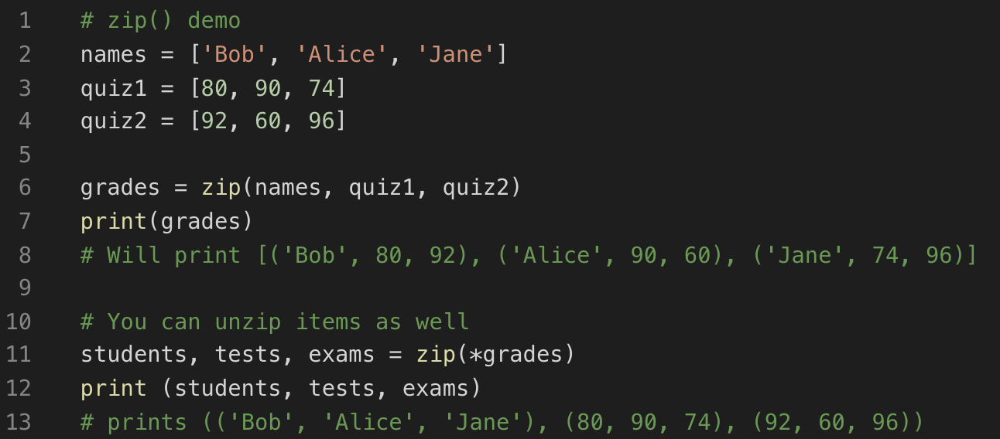 1 # zip() demo
2 names = ['Bob', 'Alice', 'Jane']
3 quiz1 = [80, 90, 74]
4 quiz2 = [92, 60, 96]
5
6 grades = zip(names, quiz1, quiz2)
7 print(grades)
8 # Will print [('Bob', 80, 92), ('Alice', 90, 60), ('Jane', 74, 96)]
9
10 # You can unzip items as well
11 students, tests, exams = zip(*grades)
12 print (students, tests, exams)
13 # prints (('Bob', 'Alice', 'Jane'), (80, 90, 74), (92, 60, 96))